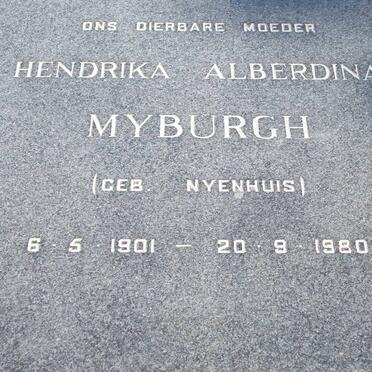 ONS DIERBARE MOEDER
HENDRIKA ALBERDINA
MYBURGH
(GEB. NYENHUIS)
6·5·1901 — 20·9·1980